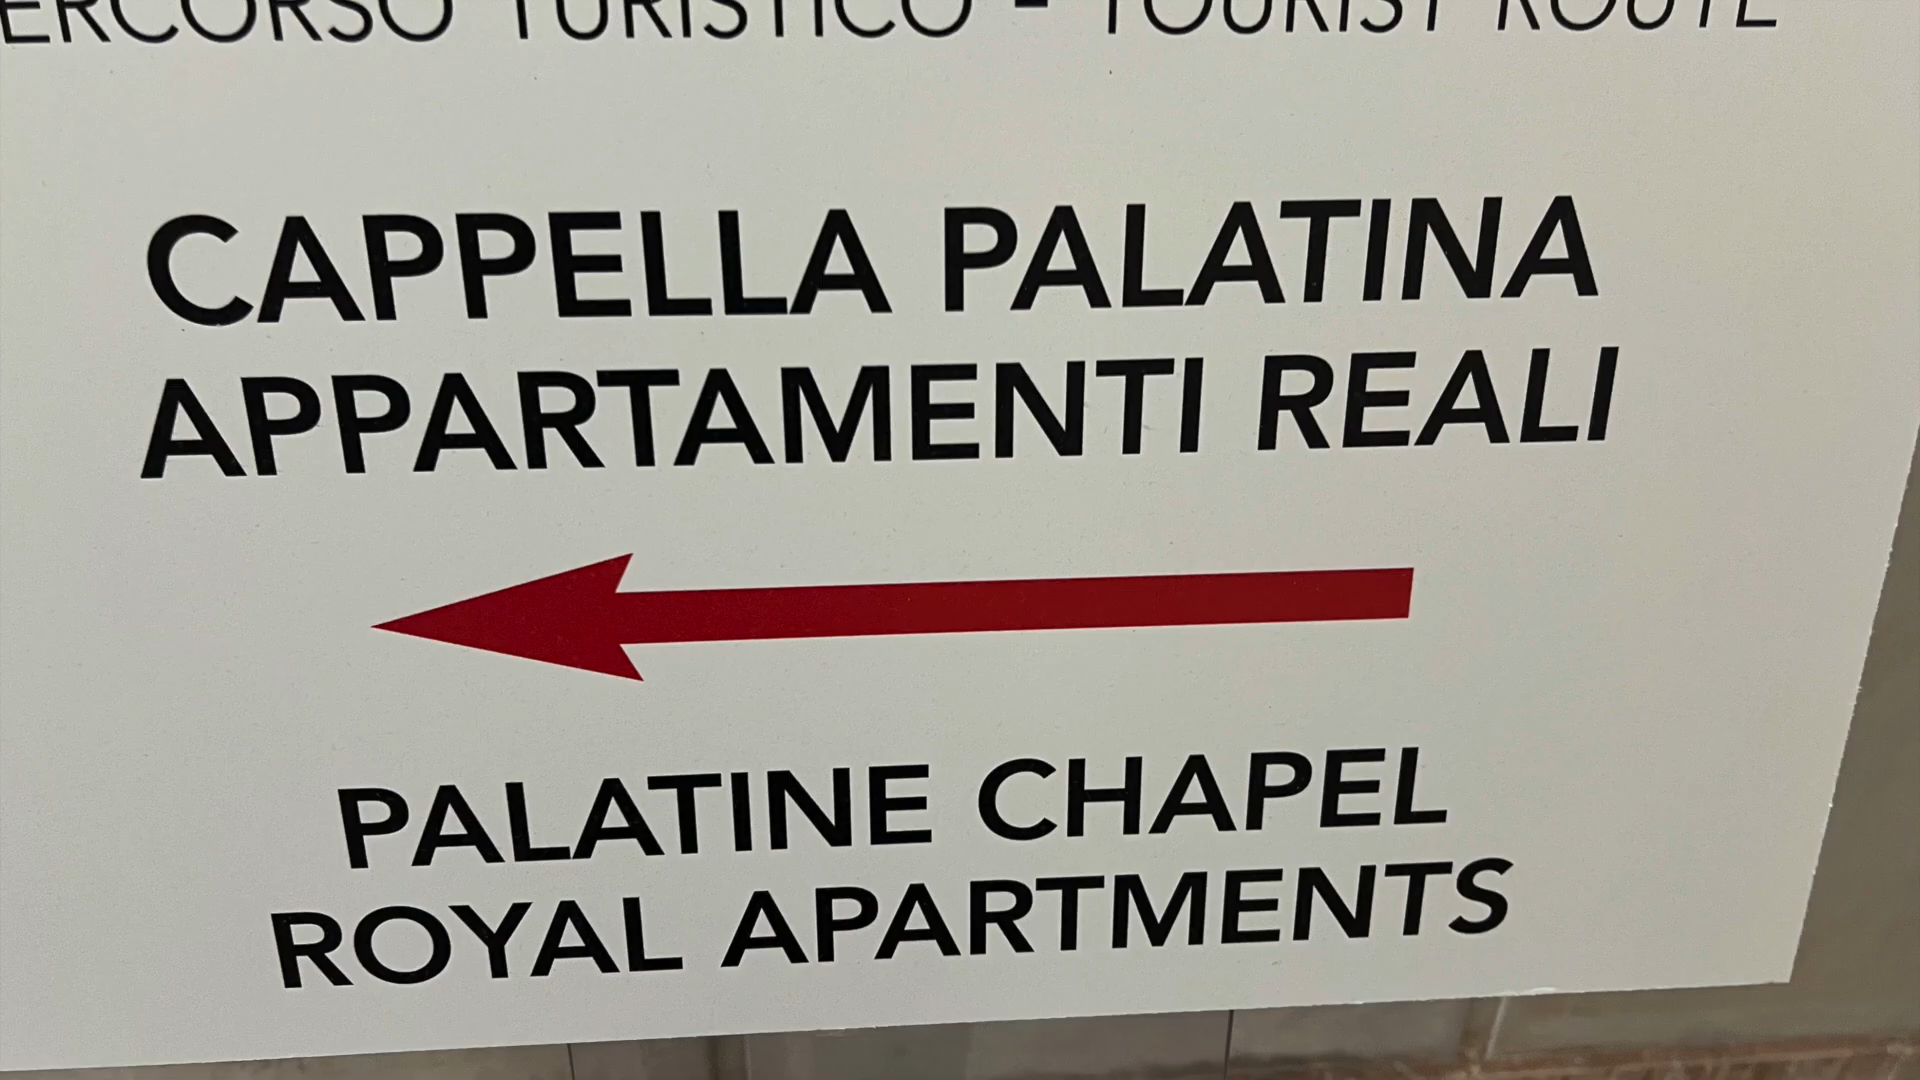 ERCORSO TURISTICO - TOURIST ROUTE
CAPPELLA PALATINA
APPARTAMENTI REALI
PALATINE CHAPEL
ROYAL APARTMENTS